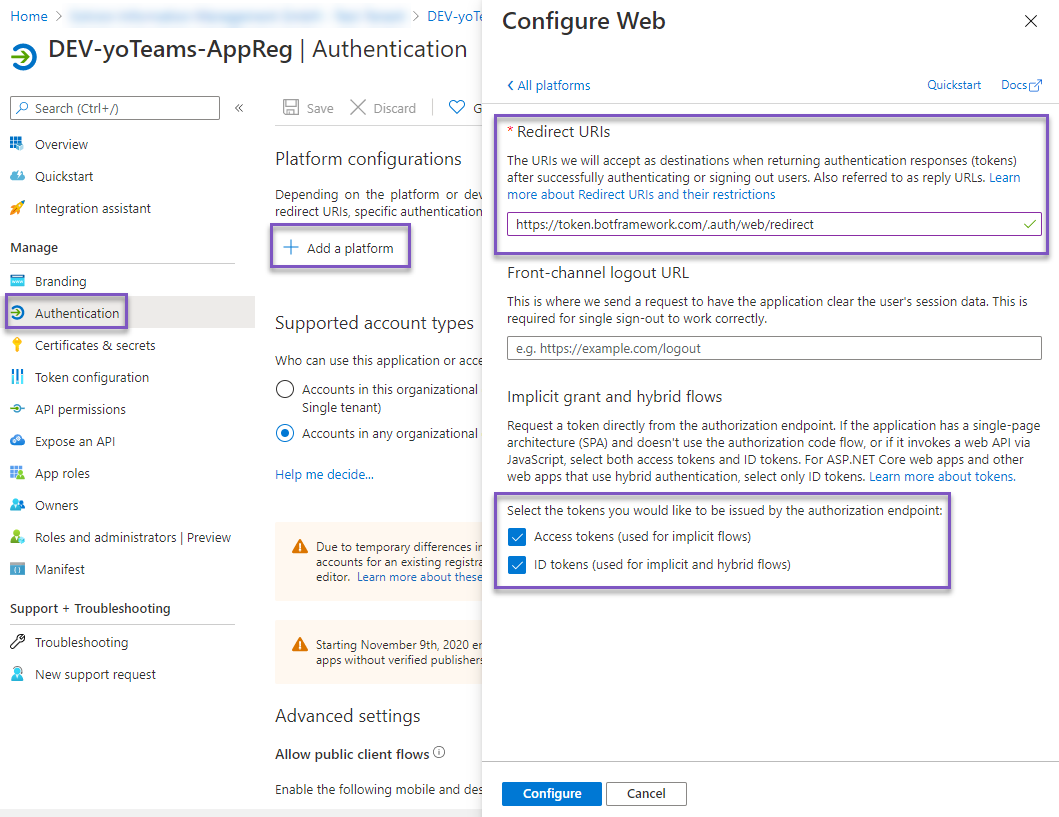 Home
DEV-yoTe
DEV-yoTeams-AppReg | Authentication
Search (Ctrl+/)
«
Overview
Quickstart
Integration assistant
Manage
Branding
Authentication
Certificates & secrets
Token configuration
API permissions
Expose an API
App roles
Owners
Roles and administrators | Preview
Manifest
Support + Troubleshooting
Troubleshooting
New support request
Save
Discard
G
Platform configurations
Depending on the platform or dev
redirect URIs, specific authentication
Add a platform
Supported account types
Who can use this application or acce
Accounts in this organizational
Single tenant)
Accounts in any organizational
Help me decide...
Due to temporary differences in
accounts for an existing registra
editor. Learn more about these
Starting November 9th, 2020 en
apps without verified publishers
Advanced settings
Allow public client flows
Enable the following mobile and des
Configure Web
All platforms
Quickstart
Docs
* Redirect URIs
The URIs we will accept as destinations when returning authentication responses (tokens)
after successfully authenticating or signing out users. Also referred to as reply URLs. Learn
more about Redirect URIs and their restrictions
https://token.botframework.com/.auth/web/redirect
Front-channel logout URL
This is where we send a request to have the application clear the user's session data. This is
required for single sign-out to work correctly.
e.g. https://example.com/logout
Implicit grant and hybrid flows
Request a token directly from the authorization endpoint. If the application has a single-page
architecture (SPA) and doesn't use the authorization code flow, or if it invokes a web API via
JavaScript, select both access tokens and ID tokens. For ASP.NET Core web apps and other
web apps that use hybrid authentication, select only ID tokens. Learn more about tokens.
Select the tokens you would like to be issued by the authorization endpoint:
Access tokens (used for implicit flows)
ID tokens (used for implicit and hybrid flows)
Configure
Cancel